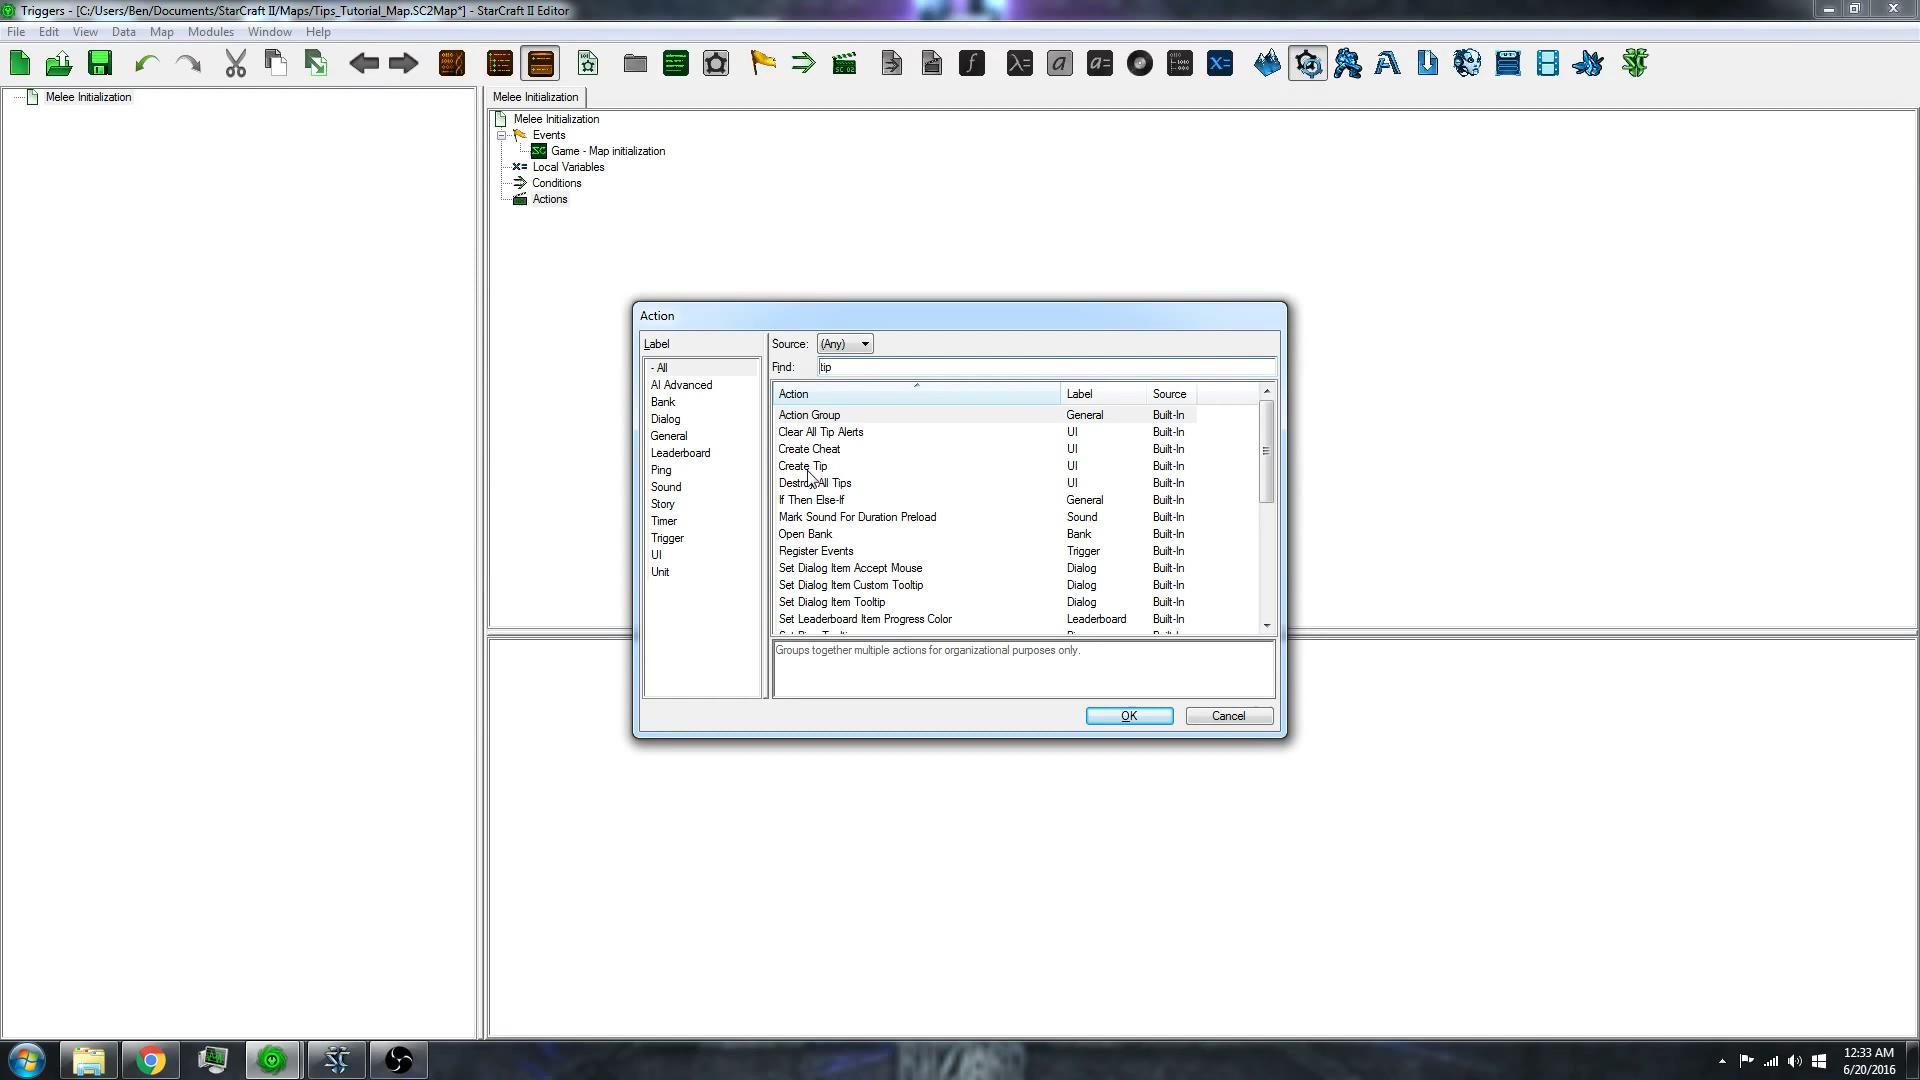 Triggers - [C:/Users/Ben/Documents/StarCraft II/Maps/Tips_Tutorial_Map.SC2Map*] - StarCraft II Editor
File Edit View Data Map Modules Window Help
Melee Initialization
Melee Initialization
Melee Initialization
Events
Game - Map initialization
Local Variables
Conditions
Actions
Action
Label
- All
AI Advanced
Bank
Dialog
General
Leaderboard
Ping
Sound
Story
Timer
Trigger
UI
Unit
Source: (Any)
Find: tip
Action Label Source
Action Group General Built-In
Clear All Tip Alerts UI Built-In
Create Cheat UI Built-In
Create Tip UI Built-In
All Tips UI Built-In
If Then Else-If General Built-In
Mark Sound For Duration Preload Sound Built-In
Open Bank Bank Built-In
Register Events Trigger Built-In
Set Dialog Item Accept Mouse Dialog Built-In
Set Dialog Item Custom Tooltip Dialog Built-In
Set Dialog Item Tooltip Dialog Built-In
Set Leaderboard Item Progress Color Leaderboard Built-In
Groups together multiple actions for organizational purposes only.
OK Cancel
12:33 AM
6/20/2016